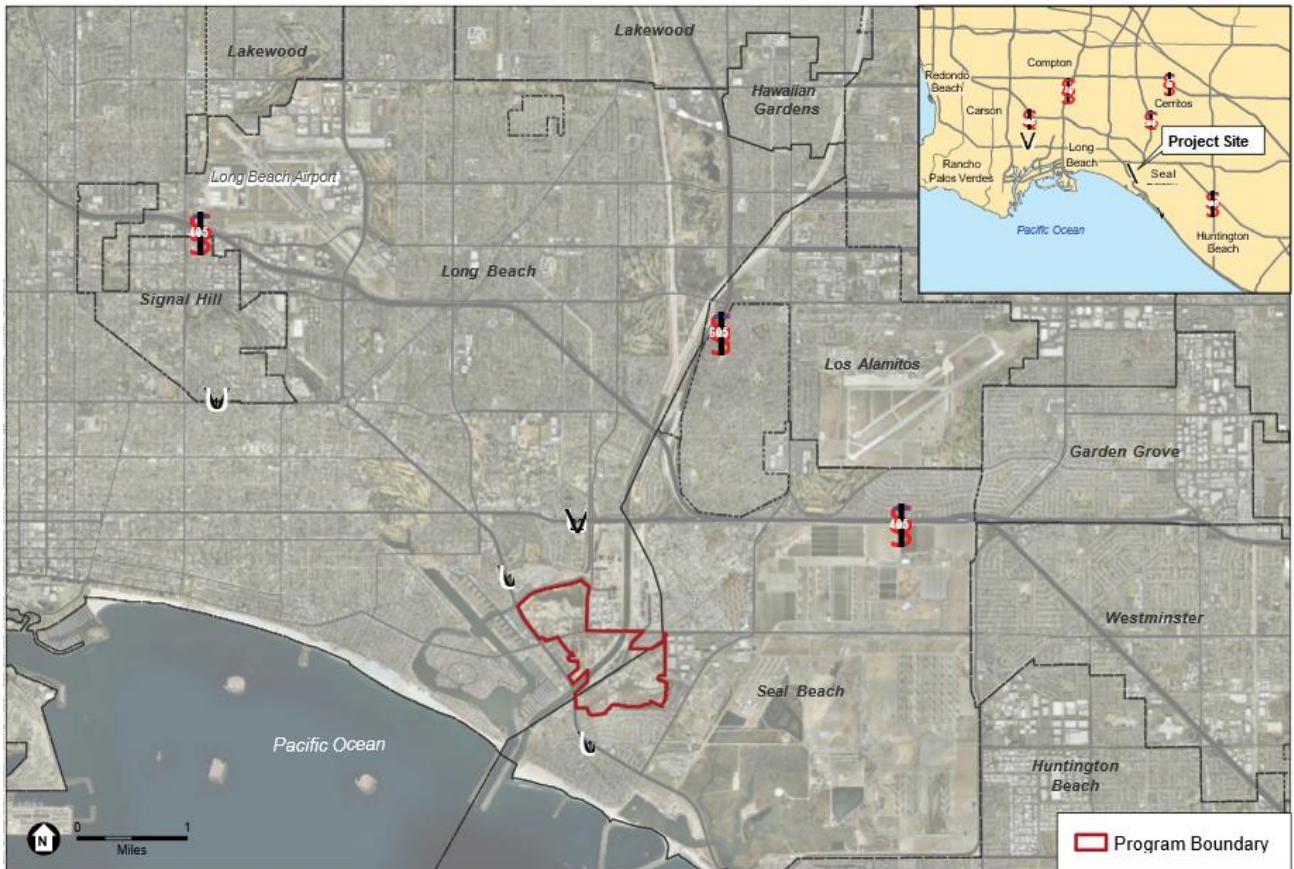 Lakewood
Lakewood
Hawaiian
Gardens
Long Beach Airport
405
Signal Hill
Long Beach
605
Los Alamitos
Garden Grove
22
405
Westminster
Seal Beach
Huntington
Beach
Pacific Ocean
N
0 1
Miles
Program Boundary
Compton
Redondo
Beach
Carson
Cerritos
Project Site
Long
Beach
Rancho
Palos Verdes
Seal
Pacific Ocean
Huntington
Beach